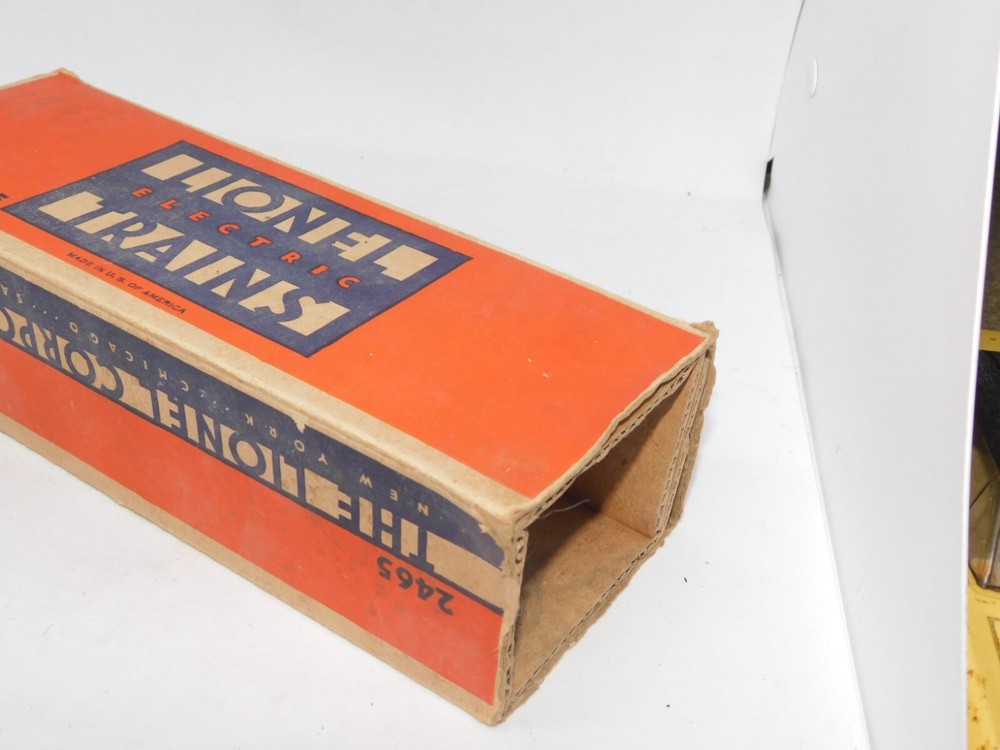 LIONEL
ELECTRIC
TRAINS
MADE IN U.S. OF AMERICA
THE LIONEL CORPO
NEW YORK · CHICAGO · SA
2465